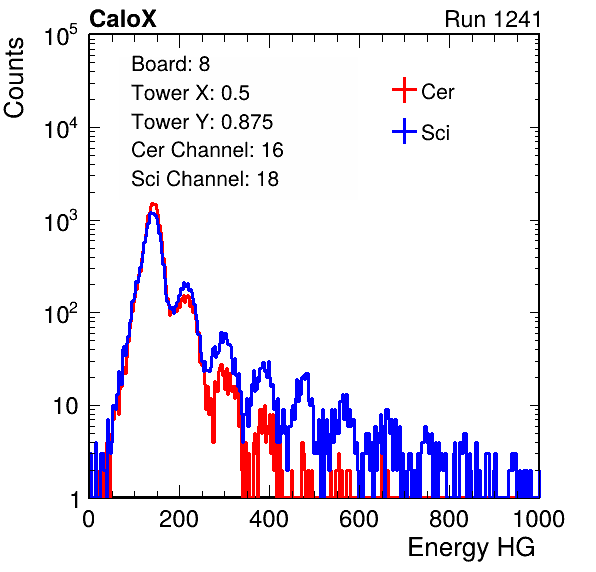 CaloX Run 1241
Counts
10^5
10^4
10^3
10^2
10
1
Board: 8
Tower X: 0.5
Tower Y: 0.875
Cer Channel: 16
Sci Channel: 18
Cer
Sci
0 200 400 600 800 1000
Energy HG